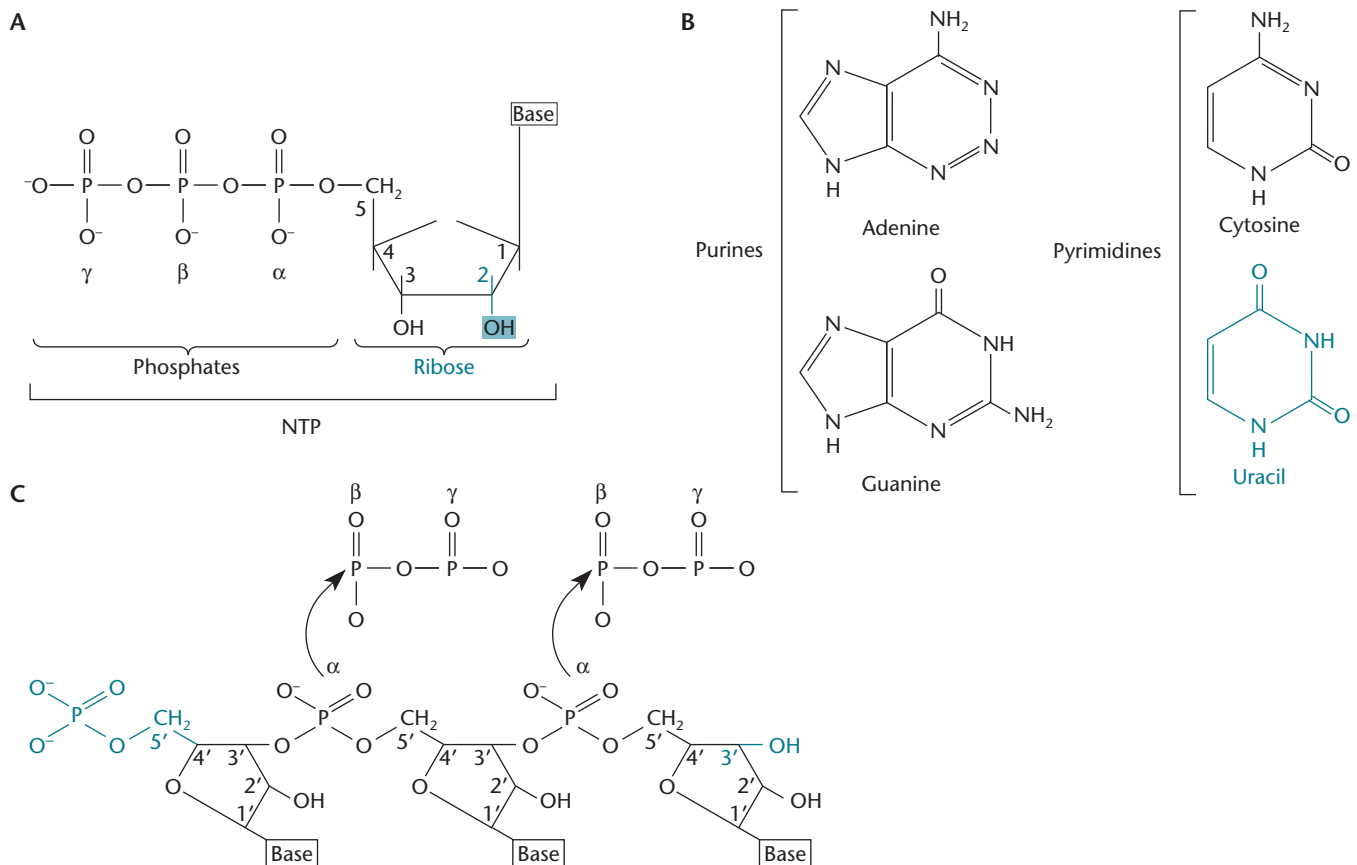 A
Base
O O O
⁻O P O P O P O CH₂
O⁻ O⁻ O⁻
5
4 1
3 2
OH OH
γ β α
Phosphates Ribose
NTP
B
Purines
NH₂
N N
N
N N
H
Adenine
O
N NH
N N NH₂
H
Guanine
Pyrimidines
NH₂
N
N O
H
Cytosine
O
NH
N O
H
Uracil
C
β γ β γ
O O O O
P O P O P O P O
O O
α α
O⁻ O O⁻ O O⁻ O
P CH₂ P CH₂ P CH₂
O⁻ O 5′ O O 5′ O O 5′ OH
4′ 3′ 4′ 3′ 4′ 3′
O 2′ OH O 2′ OH O 2′ OH
1′ 1′ 1′
Base Base Base